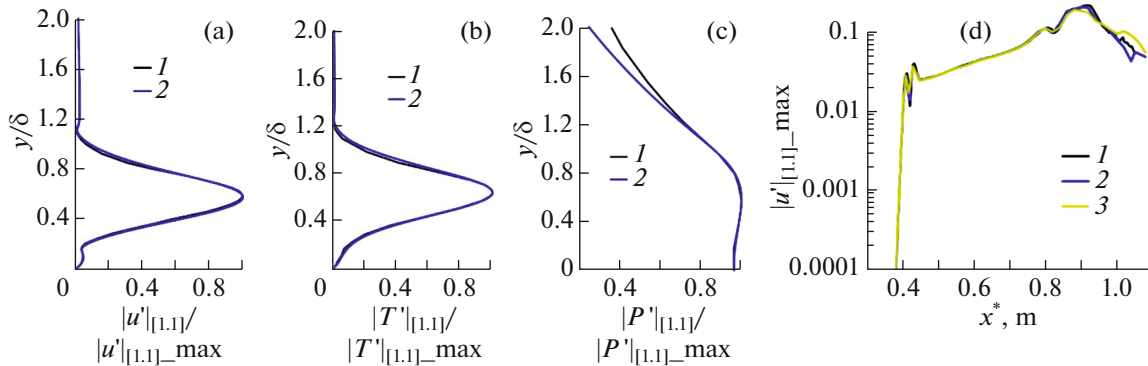 2.0
1.6
1.2
0.8
0.4
y/δ
(a)
1
2
0
0.4
0.8
|u'|[1.1]/
|u'|[1.1]_max
2.0
1.6
1.2
0.8
0.4
y/δ
(b)
1
2
0
0.4
0.8
|T'|[1.1]/
|T'|[1.1]_max
2.0
1.6
1.2
0.8
0.4
0
y/δ
(c)
1
2
0
0.4
0.8
|P'|[1.1]/
|P'|[1.1]_max
0.1
0.01
0.001
0.0001
|u'|[1.1]_max
(d)
1
2
3
0.4
0.6
0.8
1.0
x*, m